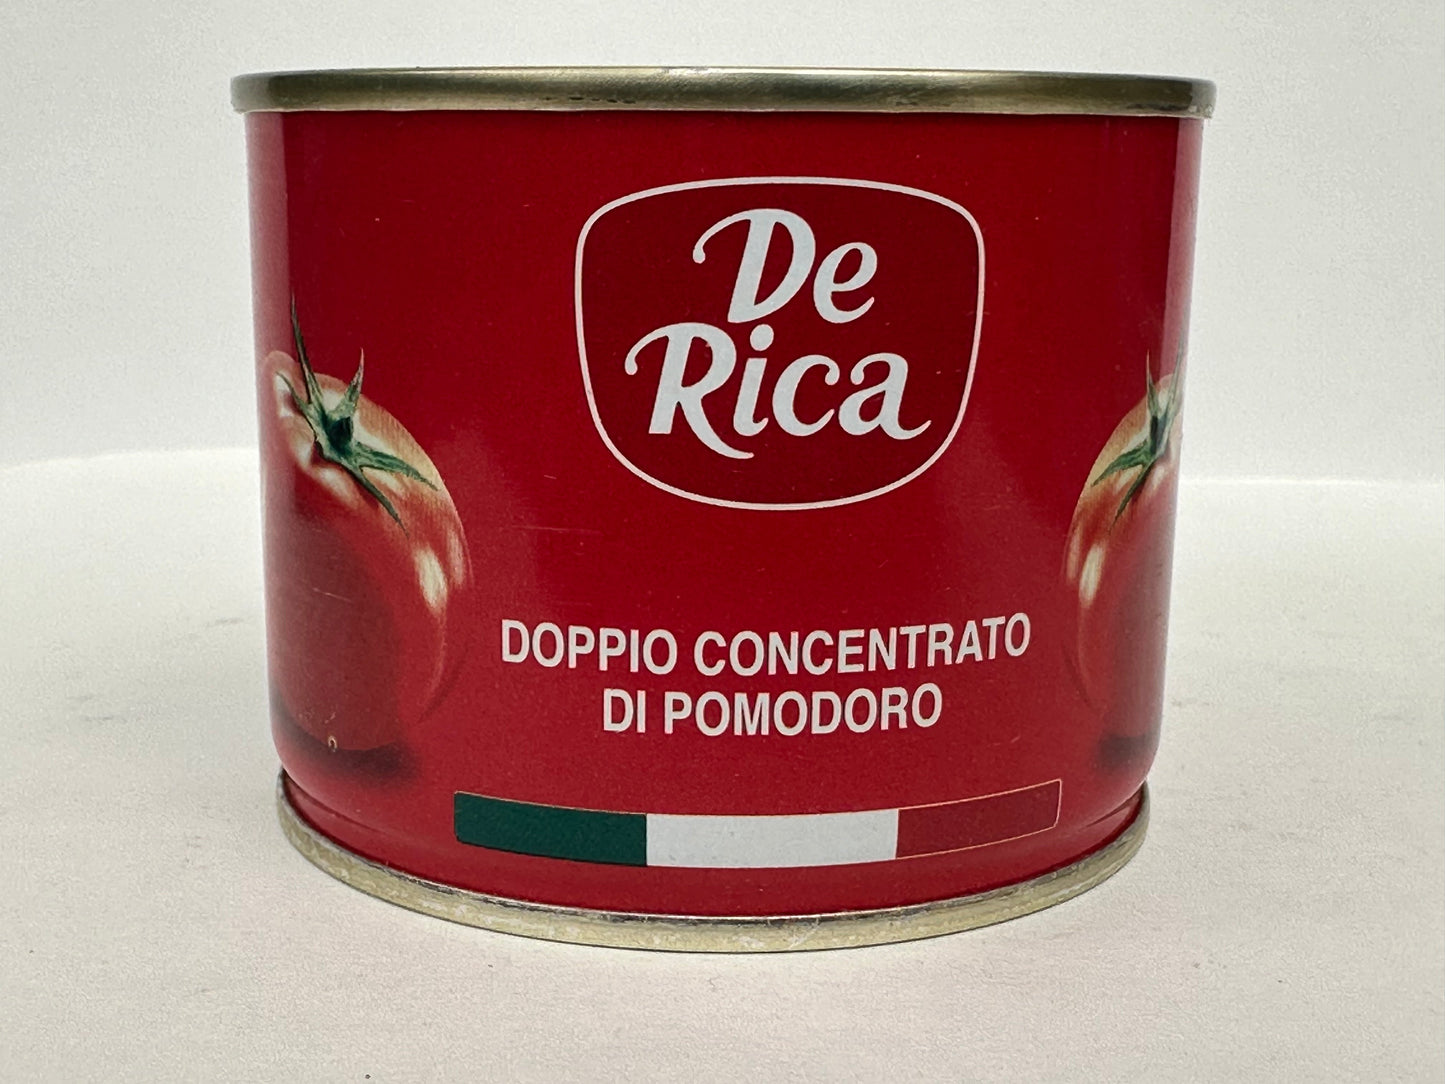 De
Rica
DOPPIO CONCENTRATO
DI POMODORO